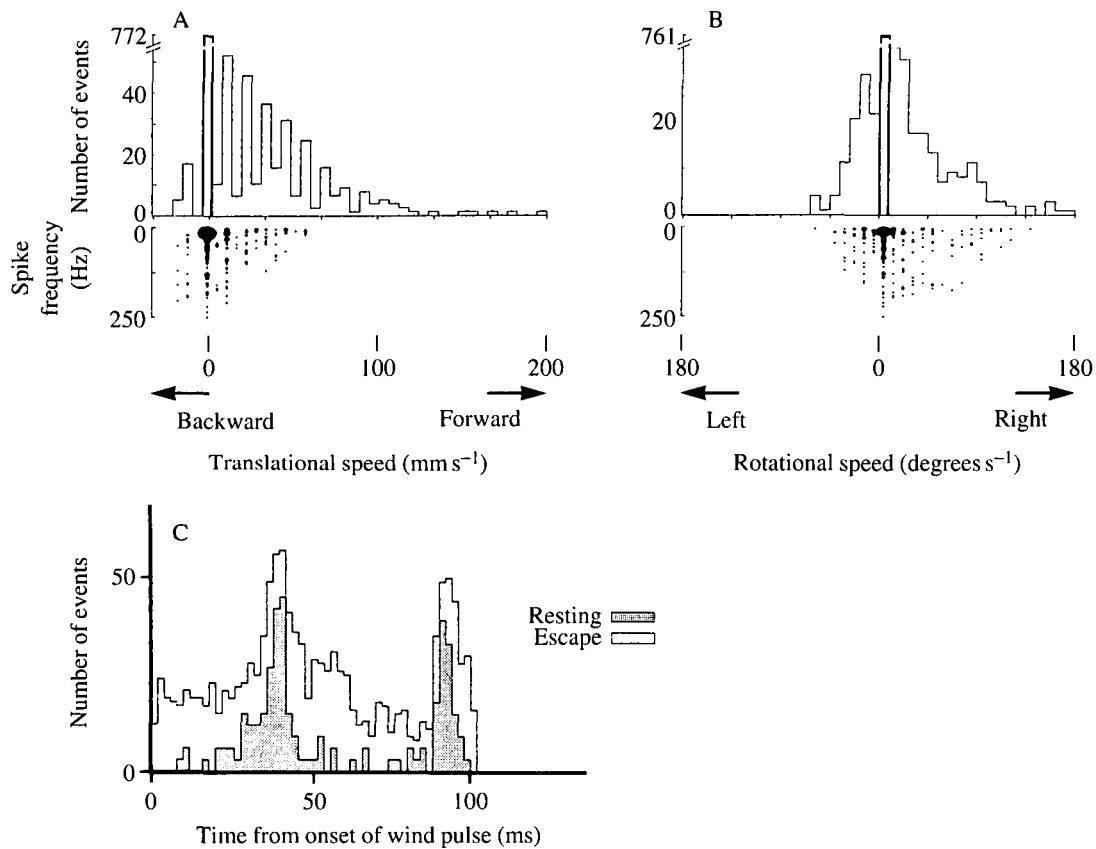 A
B
772
40
20
0
Number of events
761
20
0
0
250
Spike frequency (Hz)
0
250
0
100
200
180
0
180
Backward
Forward
Left
Right
Translational speed (mm s−1)
Rotational speed (degrees s−1)
C
50
0
Number of events
Resting
Escape
0
50
100
Time from onset of wind pulse (ms)